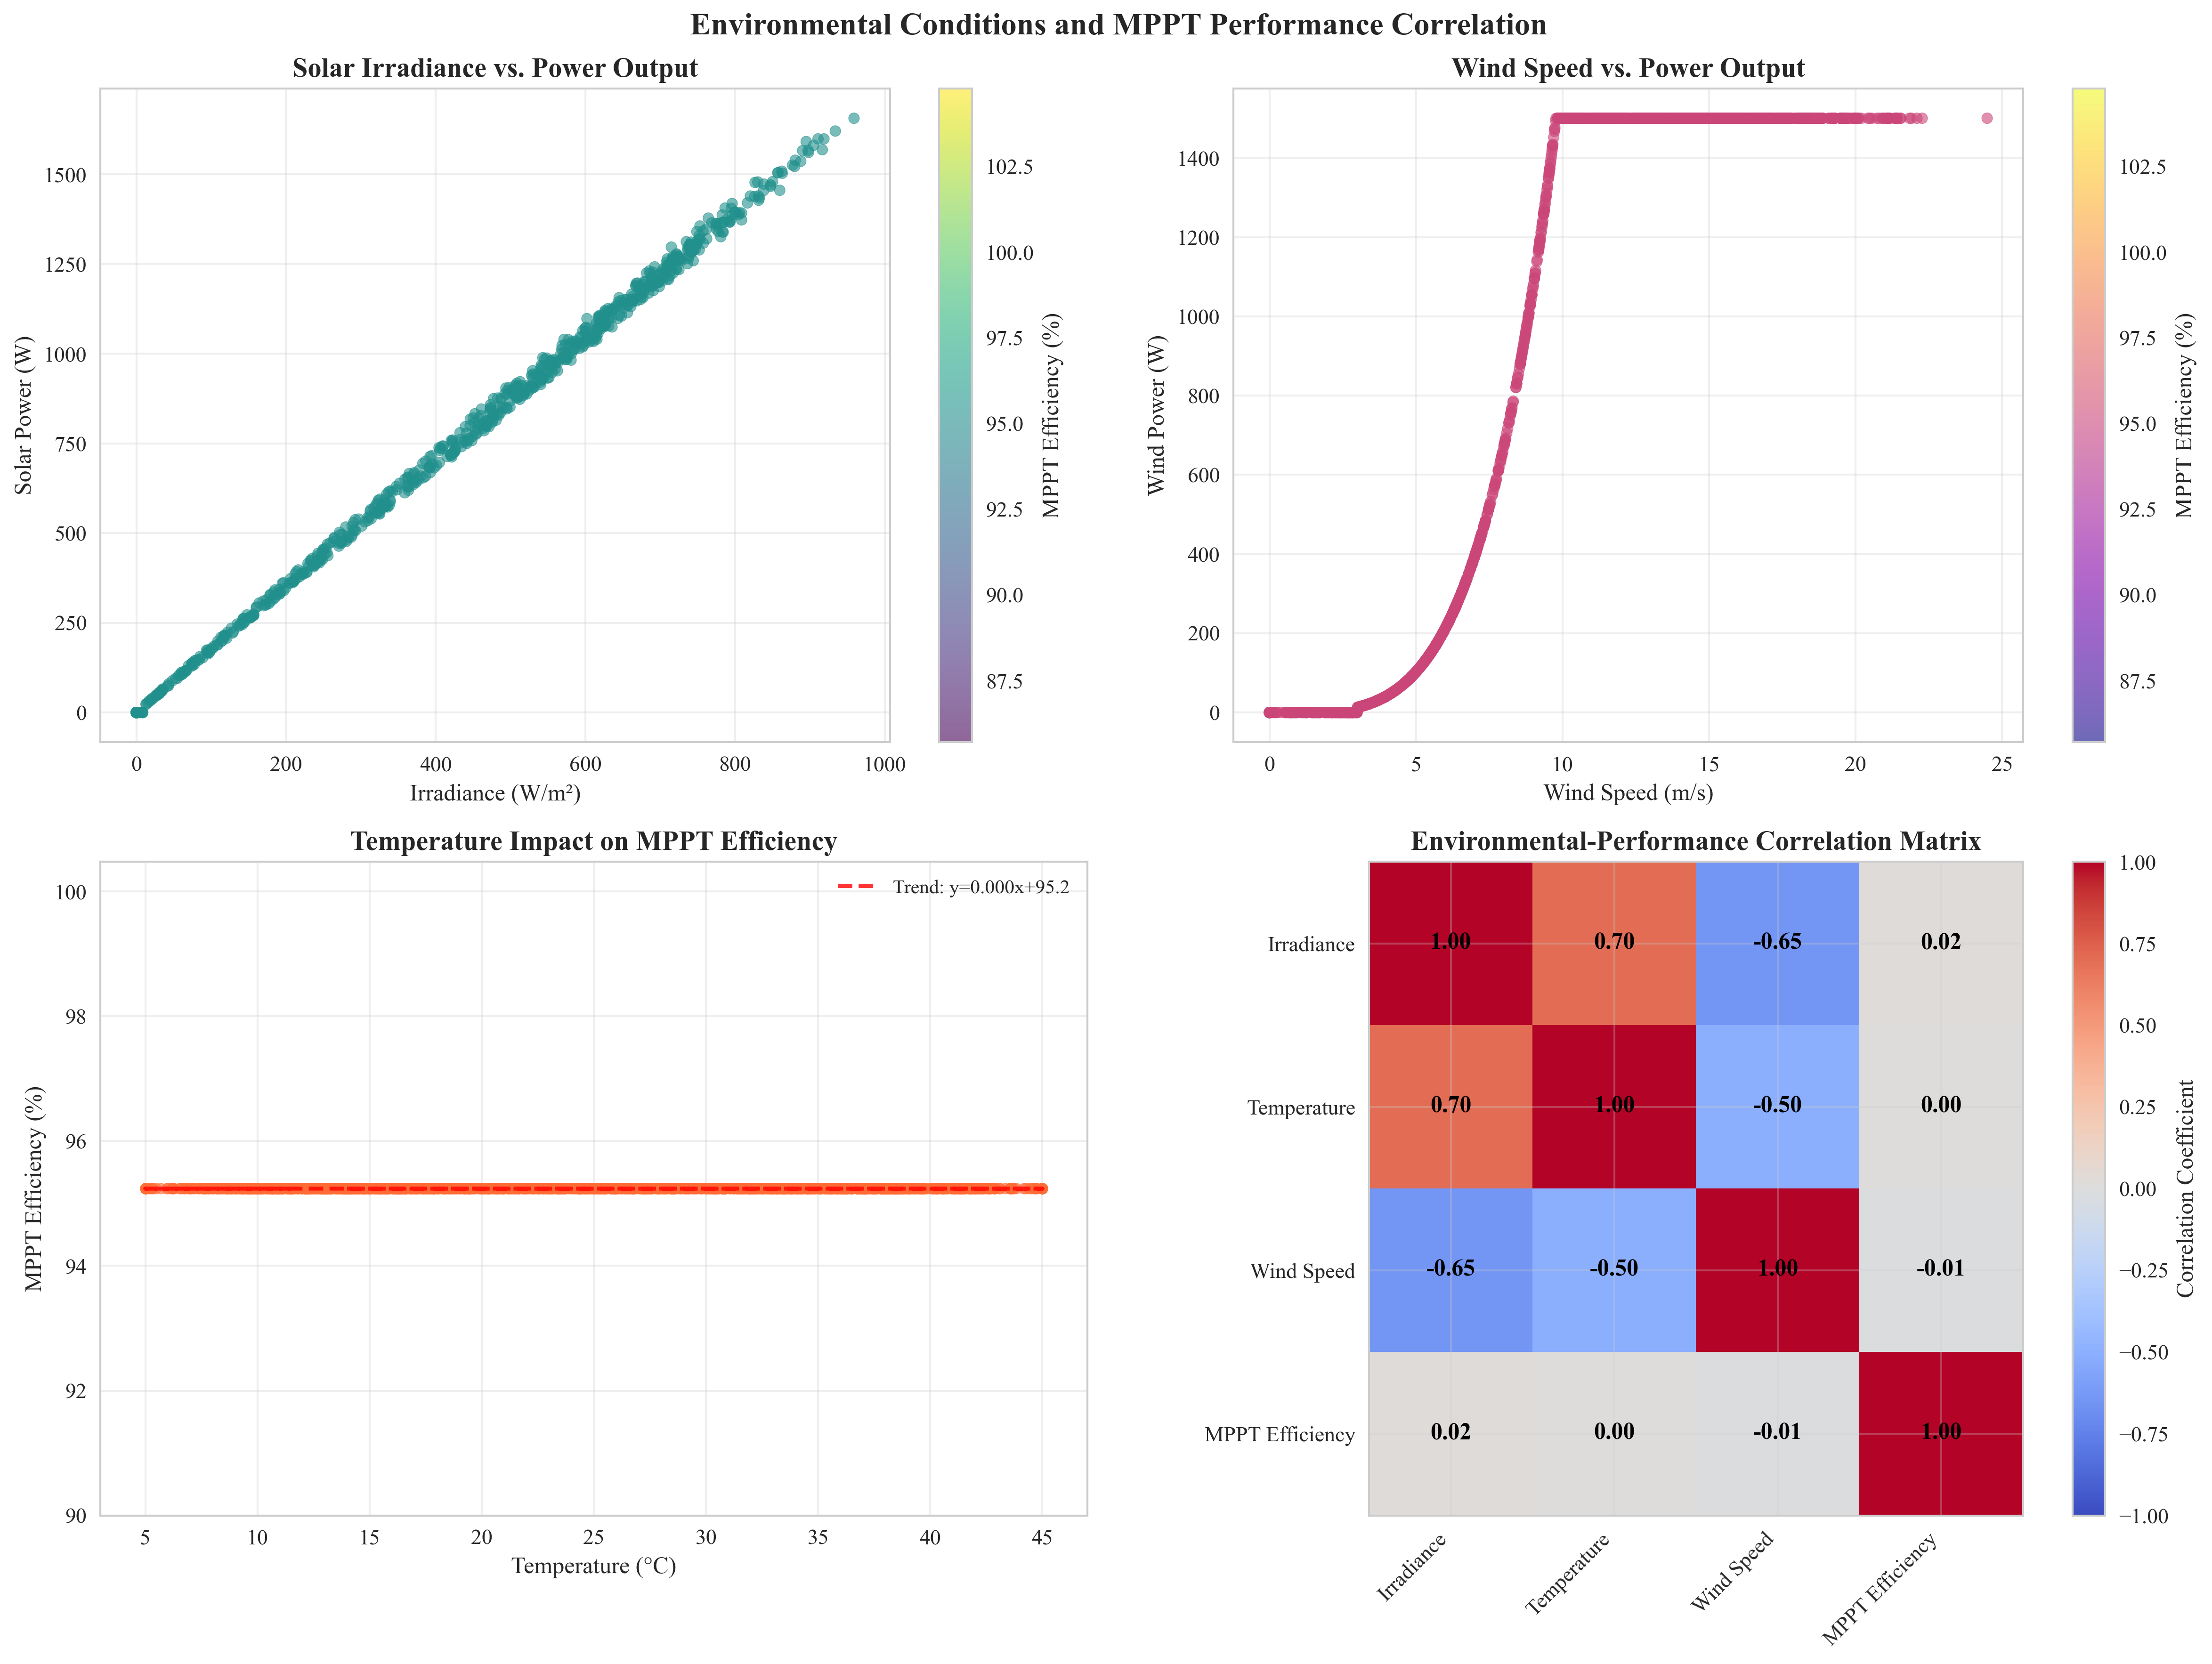 Environmental Conditions and MPPT Performance Correlation
Solar Irradiance vs. Power Output
1500
1250
1000
750
500
250
0
Solar Power (W)
0 200 400 600 800 1000
Irradiance (W/m²)
102.5
100.0
97.5
95.0
92.5
90.0
87.5
MPPT Efficiency (%)
Wind Speed vs. Power Output
1400
1200
1000
800
600
400
200
0
Wind Power (W)
0 5 10 15 20 25
Wind Speed (m/s)
102.5
100.0
97.5
95.0
92.5
90.0
87.5
MPPT Efficiency (%)
Temperature Impact on MPPT Efficiency
Trend: y=0.000x+95.2
100
98
96
94
92
90
MPPT Efficiency (%)
5 10 15 20 25 30 35 40 45
Temperature (°C)
Environmental-Performance Correlation Matrix
Irradiance 1.00 0.70 -0.65 0.02
Temperature 0.70 1.00 -0.50 0.00
Wind Speed -0.65 -0.50 1.00 -0.01
MPPT Efficiency 0.02 0.00 -0.01 1.00
Irradiance
Temperature
Wind Speed
MPPT Efficiency
1.00
0.75
0.50
0.25
0.00
−0.25
−0.50
−0.75
−1.00
Correlation Coefficient